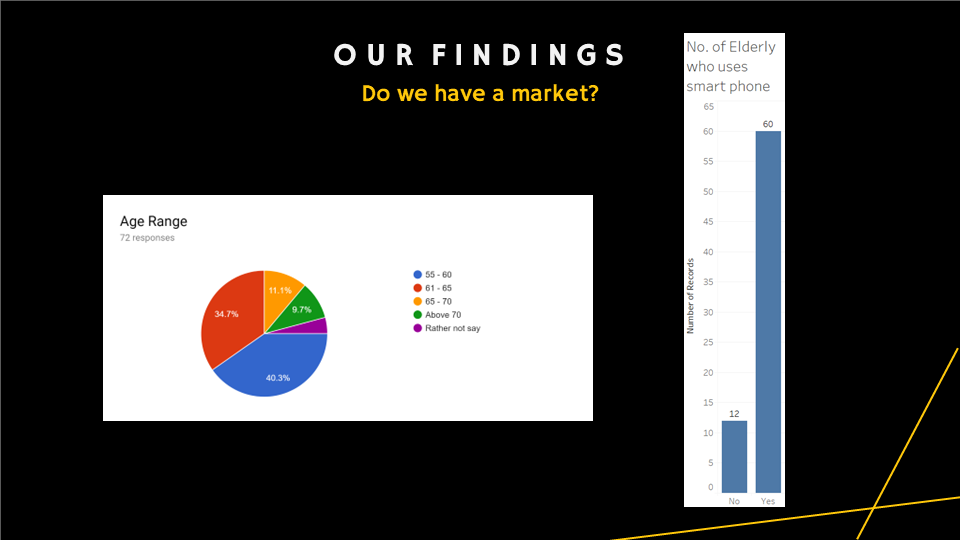 OUR FINDINGS
Do we have a market?
Age Range
72 responses
11.1%
9.7%
34.7%
40.3%
55 - 60
61 - 65
65 - 70
Above 70
Rather not say
No. of Elderly
who uses
smart phone
Number of Records
65
60
55
50
45
40
35
30
25
20
15
10
5
0
60
12
No
Yes